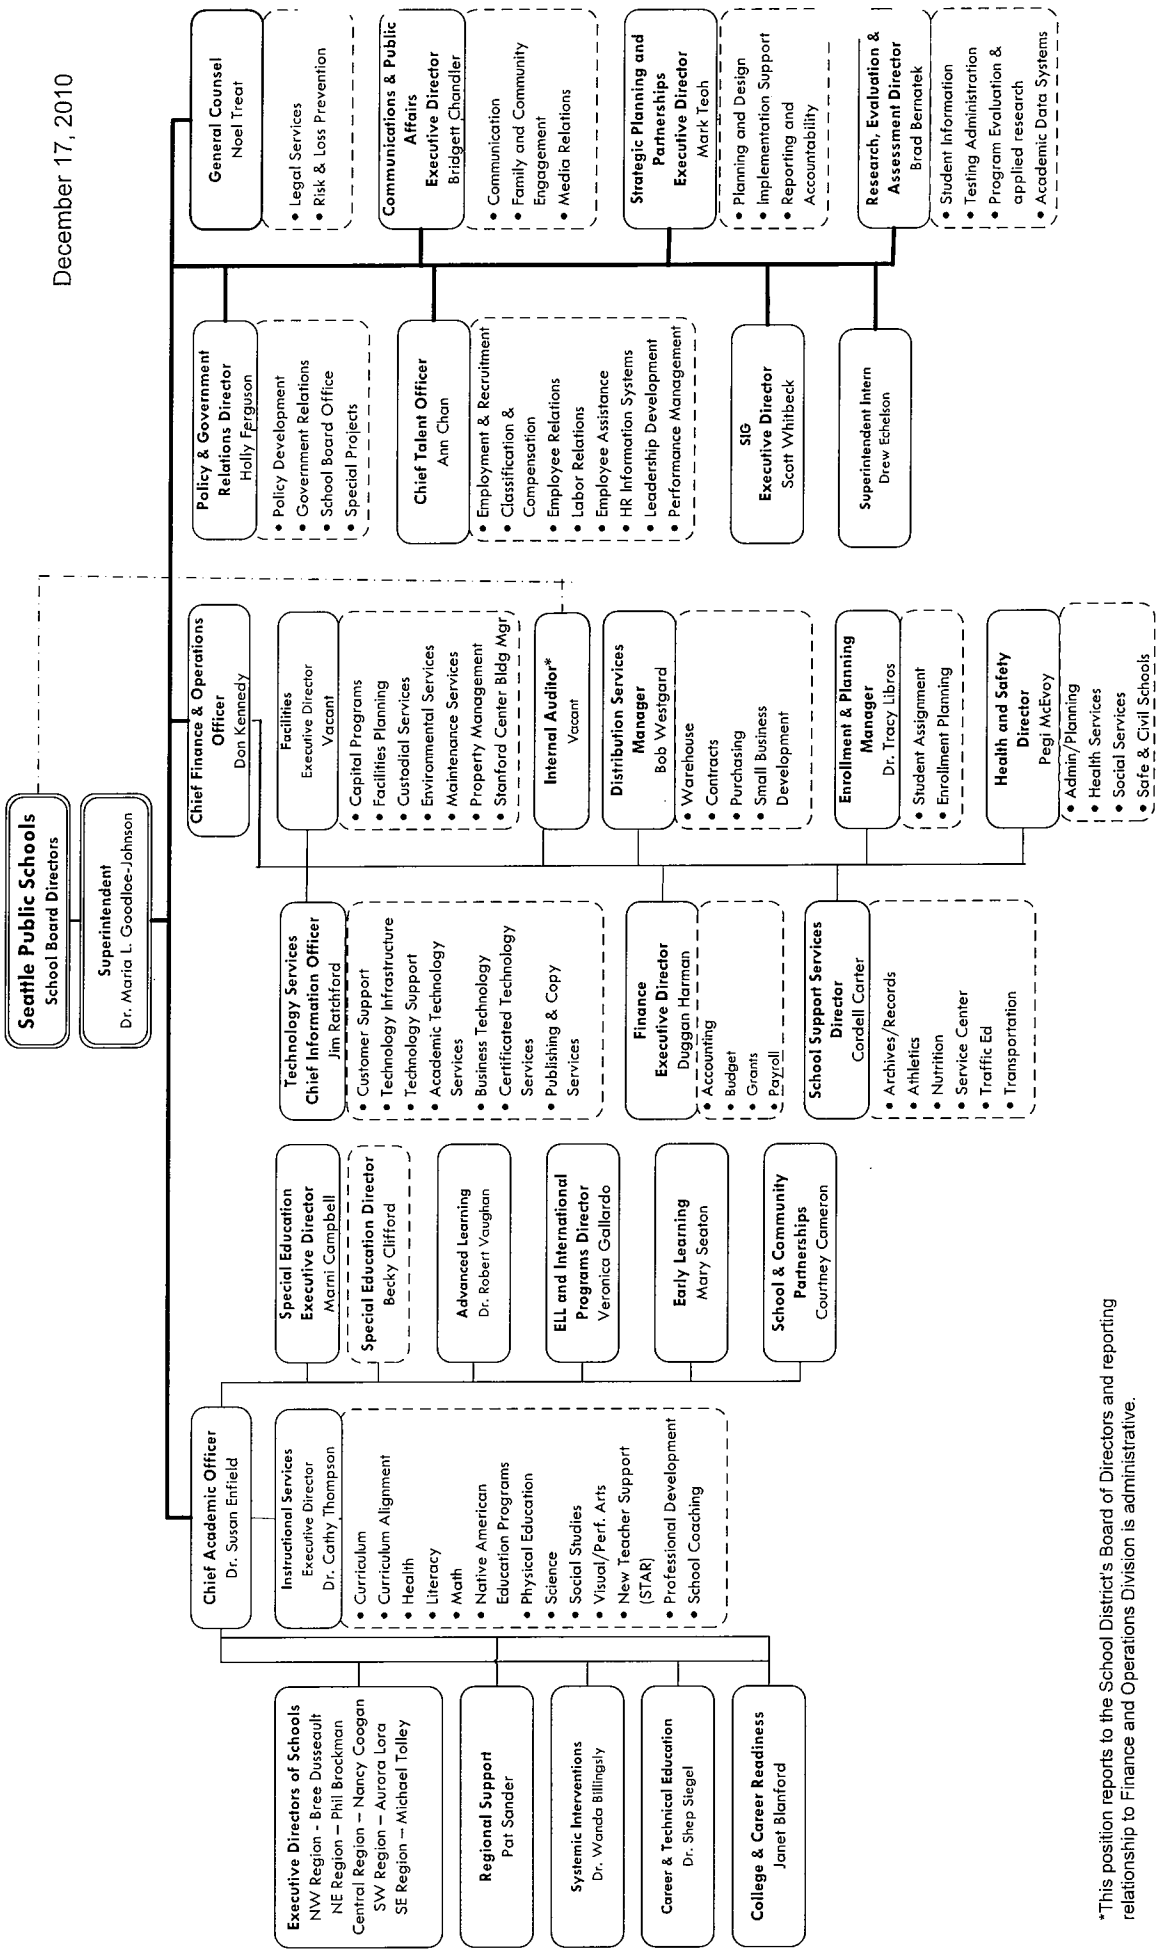 December 17, 2010
Seattle Public Schools
School Board Directors
Superintendent
Dr. Maria L. Goodloe-Johnson
Chief Academic Officer
Dr. Susan Enfield
Executive Directors of Schools
NW Region - Bree Dusseault
NE Region – Phil Brockman
Central Region – Nancy Coogan
SW Region – Aurora Lora
SE Region – Michael Tolley
Regional Support
Pat Sander
Systemic Interventions
Dr. Wanda Billingsly
Career & Technical Education
Dr. Shep Siegel
College & Career Readiness
Janet Blanford
Instructional Services
Executive Director
Dr. Cathy Thompson
• Curriculum
• Curriculum Alignment
• Health
• Literacy
• Math
• Native American
Education Programs
• Physical Education
• Science
• Social Studies
• Visual/Perf. Arts
• New Teacher Support
(STAR)
• Professional Development
• School Coaching
Special Education
Executive Director
Marni Campbell
Special Education Director
Becky Clifford
Advanced Learning
Dr. Robert Vaughan
ELL and International
Programs Director
Veronica Gallardo
Early Learning
Mary Seaton
School & Community
Partnerships
Courtney Cameron
Chief Finance & Operations
Officer
Don Kennedy
Technology Services
Chief Information Officer
Jim Ratchford
• Customer Support
• Technology Infrastructure
• Technology Support
• Academic Technology
Services
• Business Technology
• Certificated Technology
Services
• Publishing & Copy
Services
Finance
Executive Director
Duggan Harman
• Accounting
• Budget
• Grants
• Payroll
School Support Services
Director
Cordell Carter
• Archives/Records
• Athletics
• Nutrition
• Service Center
• Traffic Ed
• Transportation
Facilities
Executive Director
Vacant
• Capital Programs
• Facilities Planning
• Custodial Services
• Environmental Services
• Maintenance Services
• Property Management
• Stanford Center Bldg Mgr
Internal Auditor*
Vacant
Distribution Services
Manager
Bob Westgard
• Warehouse
• Contracts
• Purchasing
• Small Business
Development
Enrollment & Planning
Manager
Dr. Tracy Libros
• Student Assignment
• Enrollment Planning
Health and Safety
Director
Pegi McEvoy
• Admin/Planning
• Health Services
• Social Services
• Safe & Civil Schools
Policy & Government
Relations Director
Holly Ferguson
• Policy Development
• Government Relations
• School Board Office
• Special Projects
Chief Talent Officer
Ann Chan
• Employment & Recruitment
• Classification &
Compensation
• Employee Relations
• Labor Relations
• Employee Assistance
• HR Information Systems
• Leadership Development
• Performance Management
SIG
Executive Director
Scott Whitbeck
Superintendent Intern
Drew Echelson
General Counsel
Noel Treat
• Legal Services
• Risk & Loss Prevention
Communications & Public
Affairs
Executive Director
Bridgett Chandler
• Communication
• Family and Community
Engagement
• Media Relations
Strategic Planning and
Partnerships
Executive Director
Mark Teoh
• Planning and Design
• Implementation Support
• Reporting and
Accountability
Research, Evaluation &
Assessment Director
Brad Bernatek
• Student Information
• Testing Administration
• Program Evaluation &
applied research
• Academic Data Systems
*This position reports to the School District's Board of Directors and reporting
relationship to Finance and Operations Division is administrative.